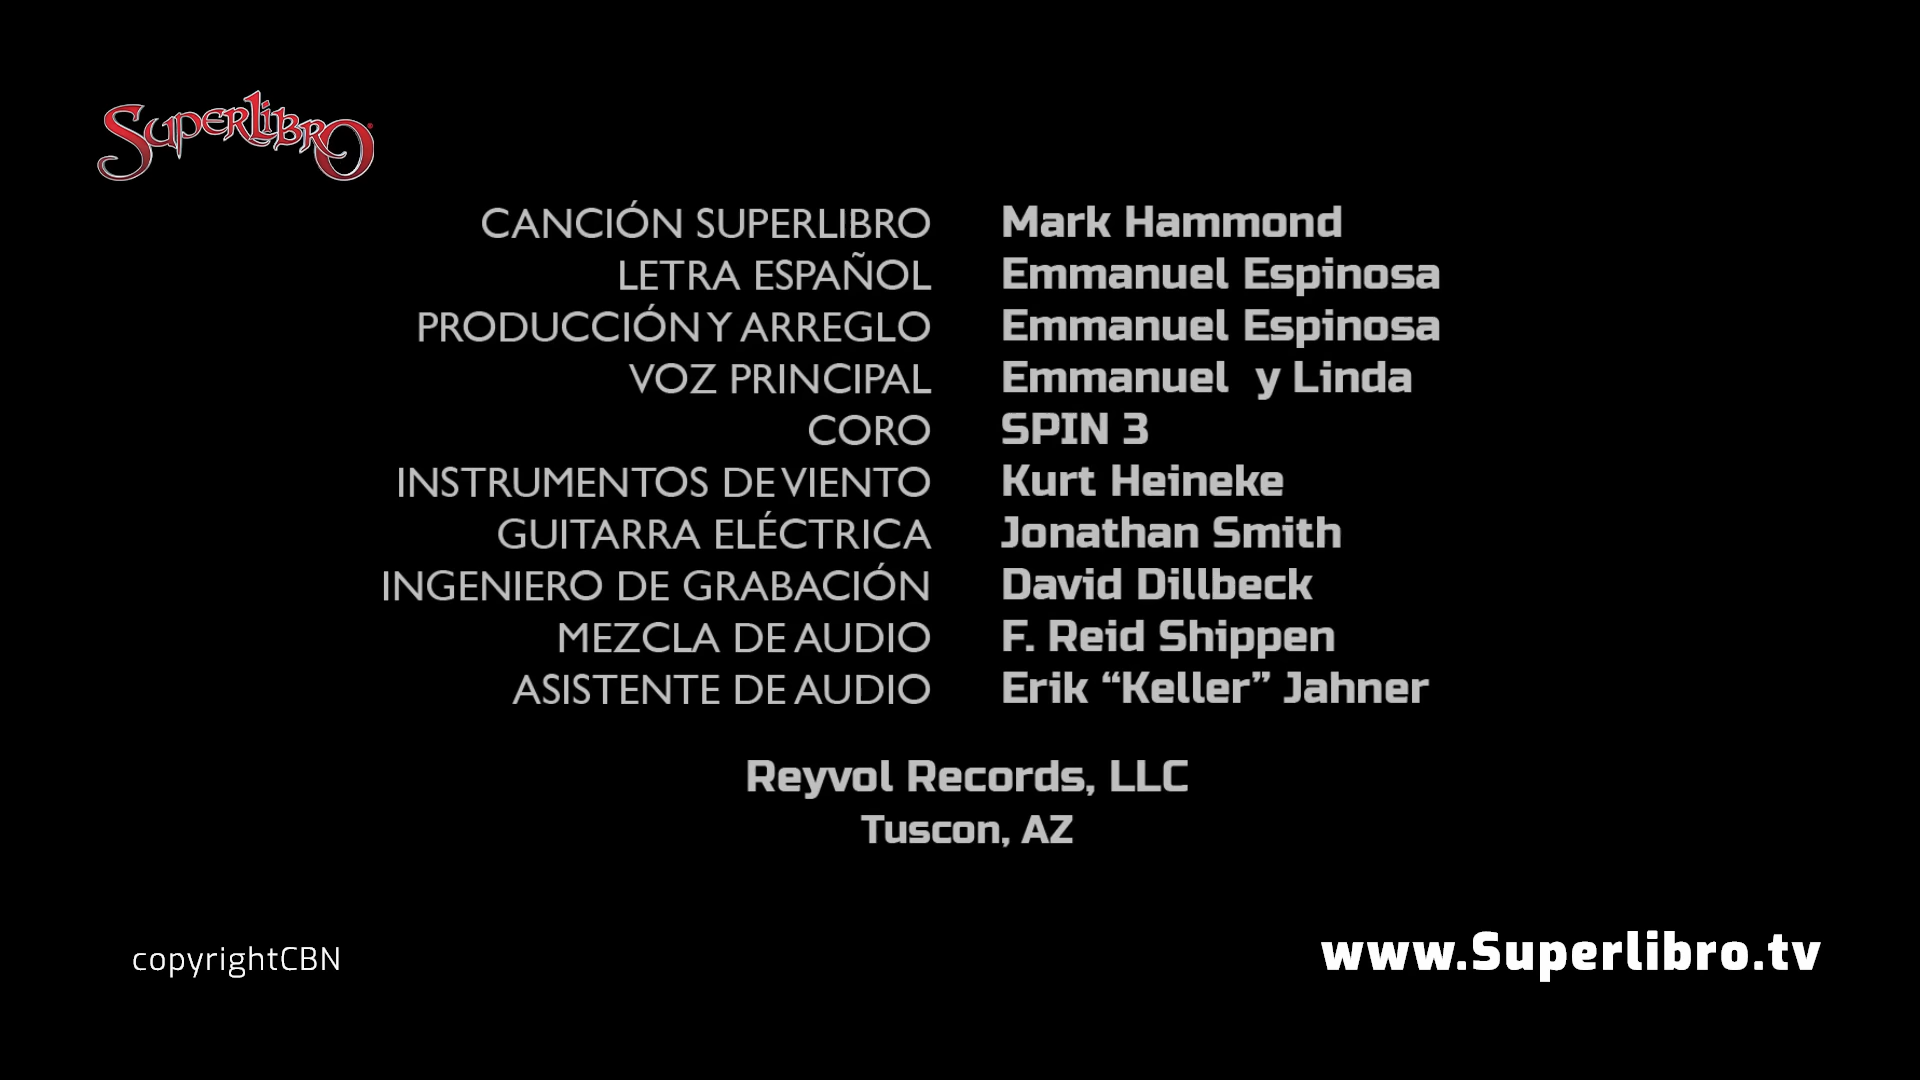 SUPERLIBRO
CANCIÓN SUPERLIBRO Mark Hammond
LETRA ESPAÑOL Emmanuel Espinosa
PRODUCCIÓN Y ARREGLO Emmanuel Espinosa
VOZ PRINCIPAL Emmanuel y Linda
CORO SPIN 3
INSTRUMENTOS DE VIENTO Kurt Heineke
GUITARRA ELÉCTRICA Jonathan Smith
INGENIERO DE GRABACIÓN David Dillbeck
MEZCLA DE AUDIO F. Reid Shippen
ASISTENTE DE AUDIO Erik “Keller” Jahner
Reyvol Records, LLC
Tuscon, AZ
copyrightCBN
www.Superlibro.tv